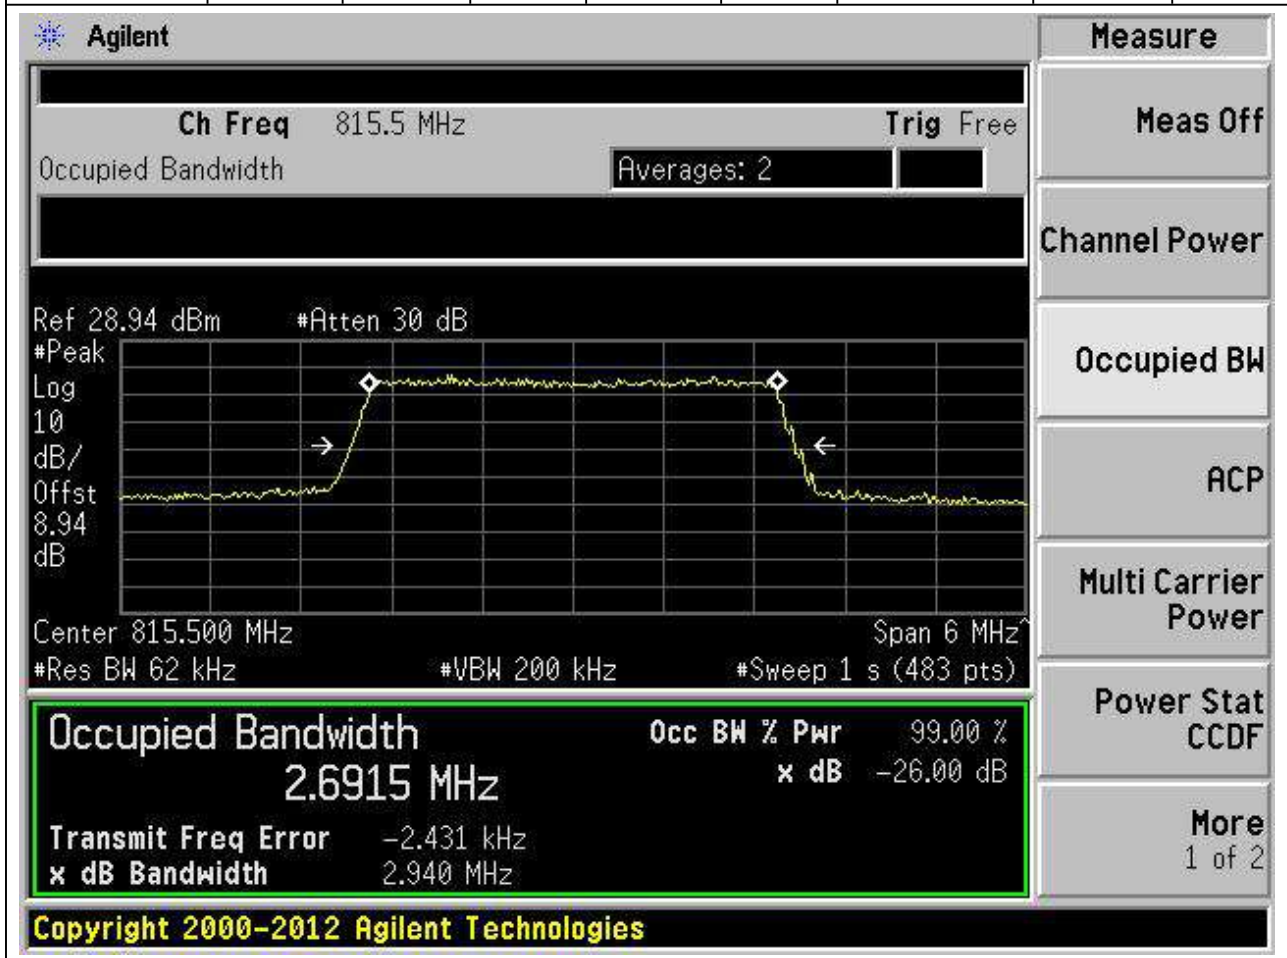 Agilent
Measure
Ch Freq 815.5 MHz Trig Free
Occupied Bandwidth Averages: 2
Meas Off
Channel Power
Occupied BW
ACP
Multi Carrier
Power
Power Stat
CCDF
More
1 of 2
Ref 28.94 dBm #Atten 30 dB
#Peak
Log
10
dB/
Offst
8.94
dB
Center 815.500 MHz Span 6 MHz^
#Res BW 62 kHz #VBW 200 kHz #Sweep 1 s (483 pts)
Occupied Bandwidth Occ BW % Pwr 99.00 %
2.6915 MHz x dB -26.00 dB
Transmit Freq Error -2.431 kHz
x dB Bandwidth 2.940 MHz
Copyright 2000-2012 Agilent Technologies